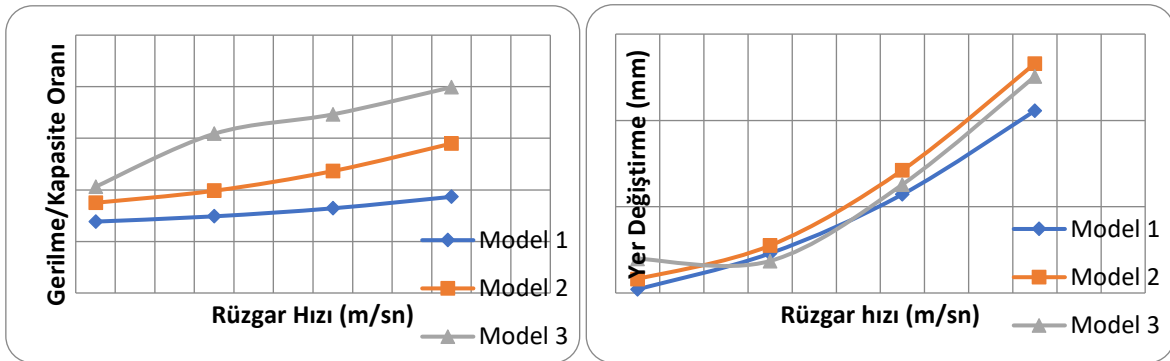 Gerilme/Kapasite Oranı
Rüzgar Hızı (m/sn)
Model 1
Model 2
Model 3
Yer Değiştirme (mm)
Rüzgar hızı (m/sn)
Model 1
Model 2
Model 3